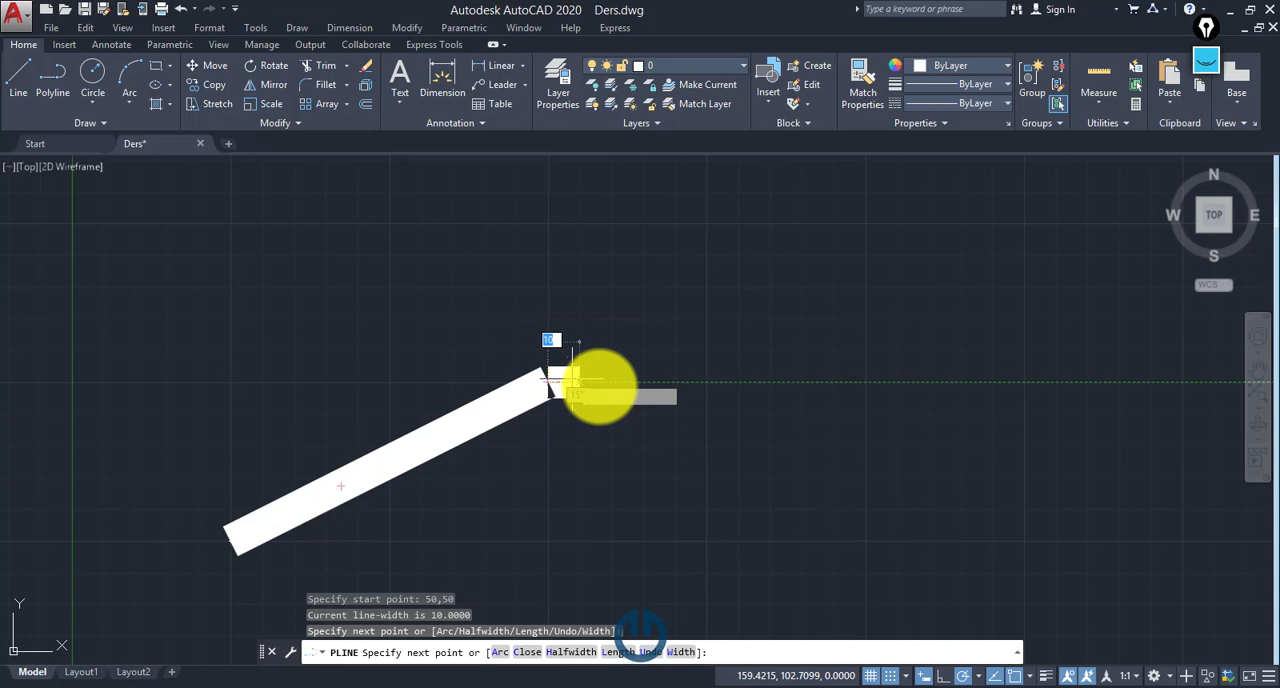 Autodesk AutoCAD 2020 Ders.dwg
Type a keyword or phrase
Sign In
File Edit View Insert Format Tools Draw Dimension Modify Parametric Window Help Express
Home Insert Annotate Parametric View Manage Output Collaborate Express Tools
Line Polyline Circle Arc
Move Rotate Trim
Copy Mirror Fillet
Stretch Scale Array
Text Dimension
Linear
Leader
Table
Layer Properties
0
Make Current
Match Layer
Insert
Create
Edit
Match Properties
ByLayer
ByLayer
ByLayer
Group
Measure
Paste
Base
Draw Modify Annotation Layers Block Properties Groups Utilities Clipboard View
Start Ders*
[−][Top][2D Wireframe]
N
W TOP E
S
WCS
10
15°
Y
X
Specify start point: 50,50
Current line-width is 10.0000
Specify next point or [Arc/Halfwidth/Length/Undo/Width]:
PLINE Specify next point or [Arc Close Halfwidth Length Undo Width]:
Model Layout1 Layout2
159.4215, 102.7099, 0.0000
1:1